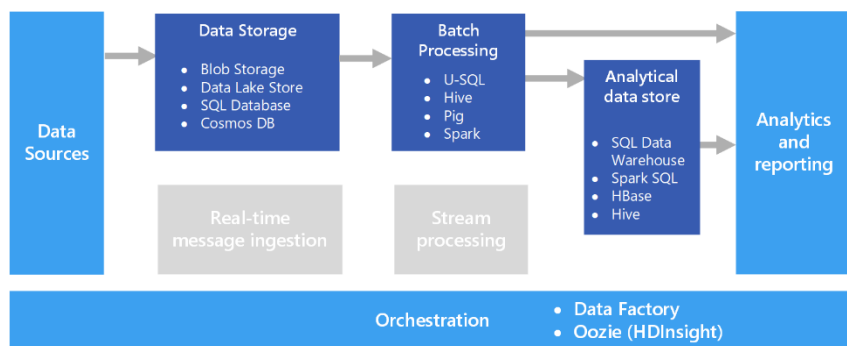 Data
Sources
Data Storage
• Blob Storage
• Data Lake Store
• SQL Database
• Cosmos DB
Real-time
message ingestion
Batch
Processing
• U-SQL
• Hive
• Pig
• Spark
Stream
processing
Analytical
data store
• SQL Data
Warehouse
• Spark SQL
• HBase
• Hive
Analytics
and
reporting
Orchestration
• Data Factory
• Oozie (HDInsight)